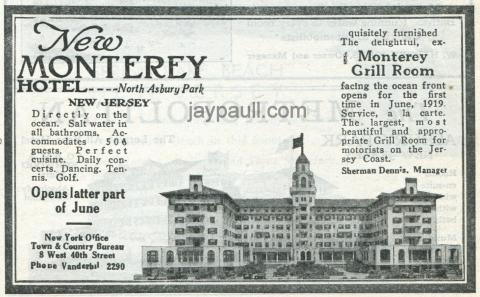 New
MONTEREY
HOTEL----North Asbury Park
NEW JERSEY
Directly on the
ocean. Salt water in
all bathrooms. Ac-
commodates 500
guests. Perfect
cuisine. Daily con-
certs. Dancing. Ten-
nis. Golf.
Opens latter part
of June
New York Office
Town & Country Bureau
8 West 40th Street
Phone Vanderbil 2290
quisitely furnished
The delightful, ex-
Monterey
Grill Room
facing the ocean front
opens for the first
time in June, 1919.
Service, a la carte.
The largest, most
beautiful and appro-
priate Grill Room for
motorists on the Jer-
sey Coast.
Sherman Dennis, Manager
jaypaull.com